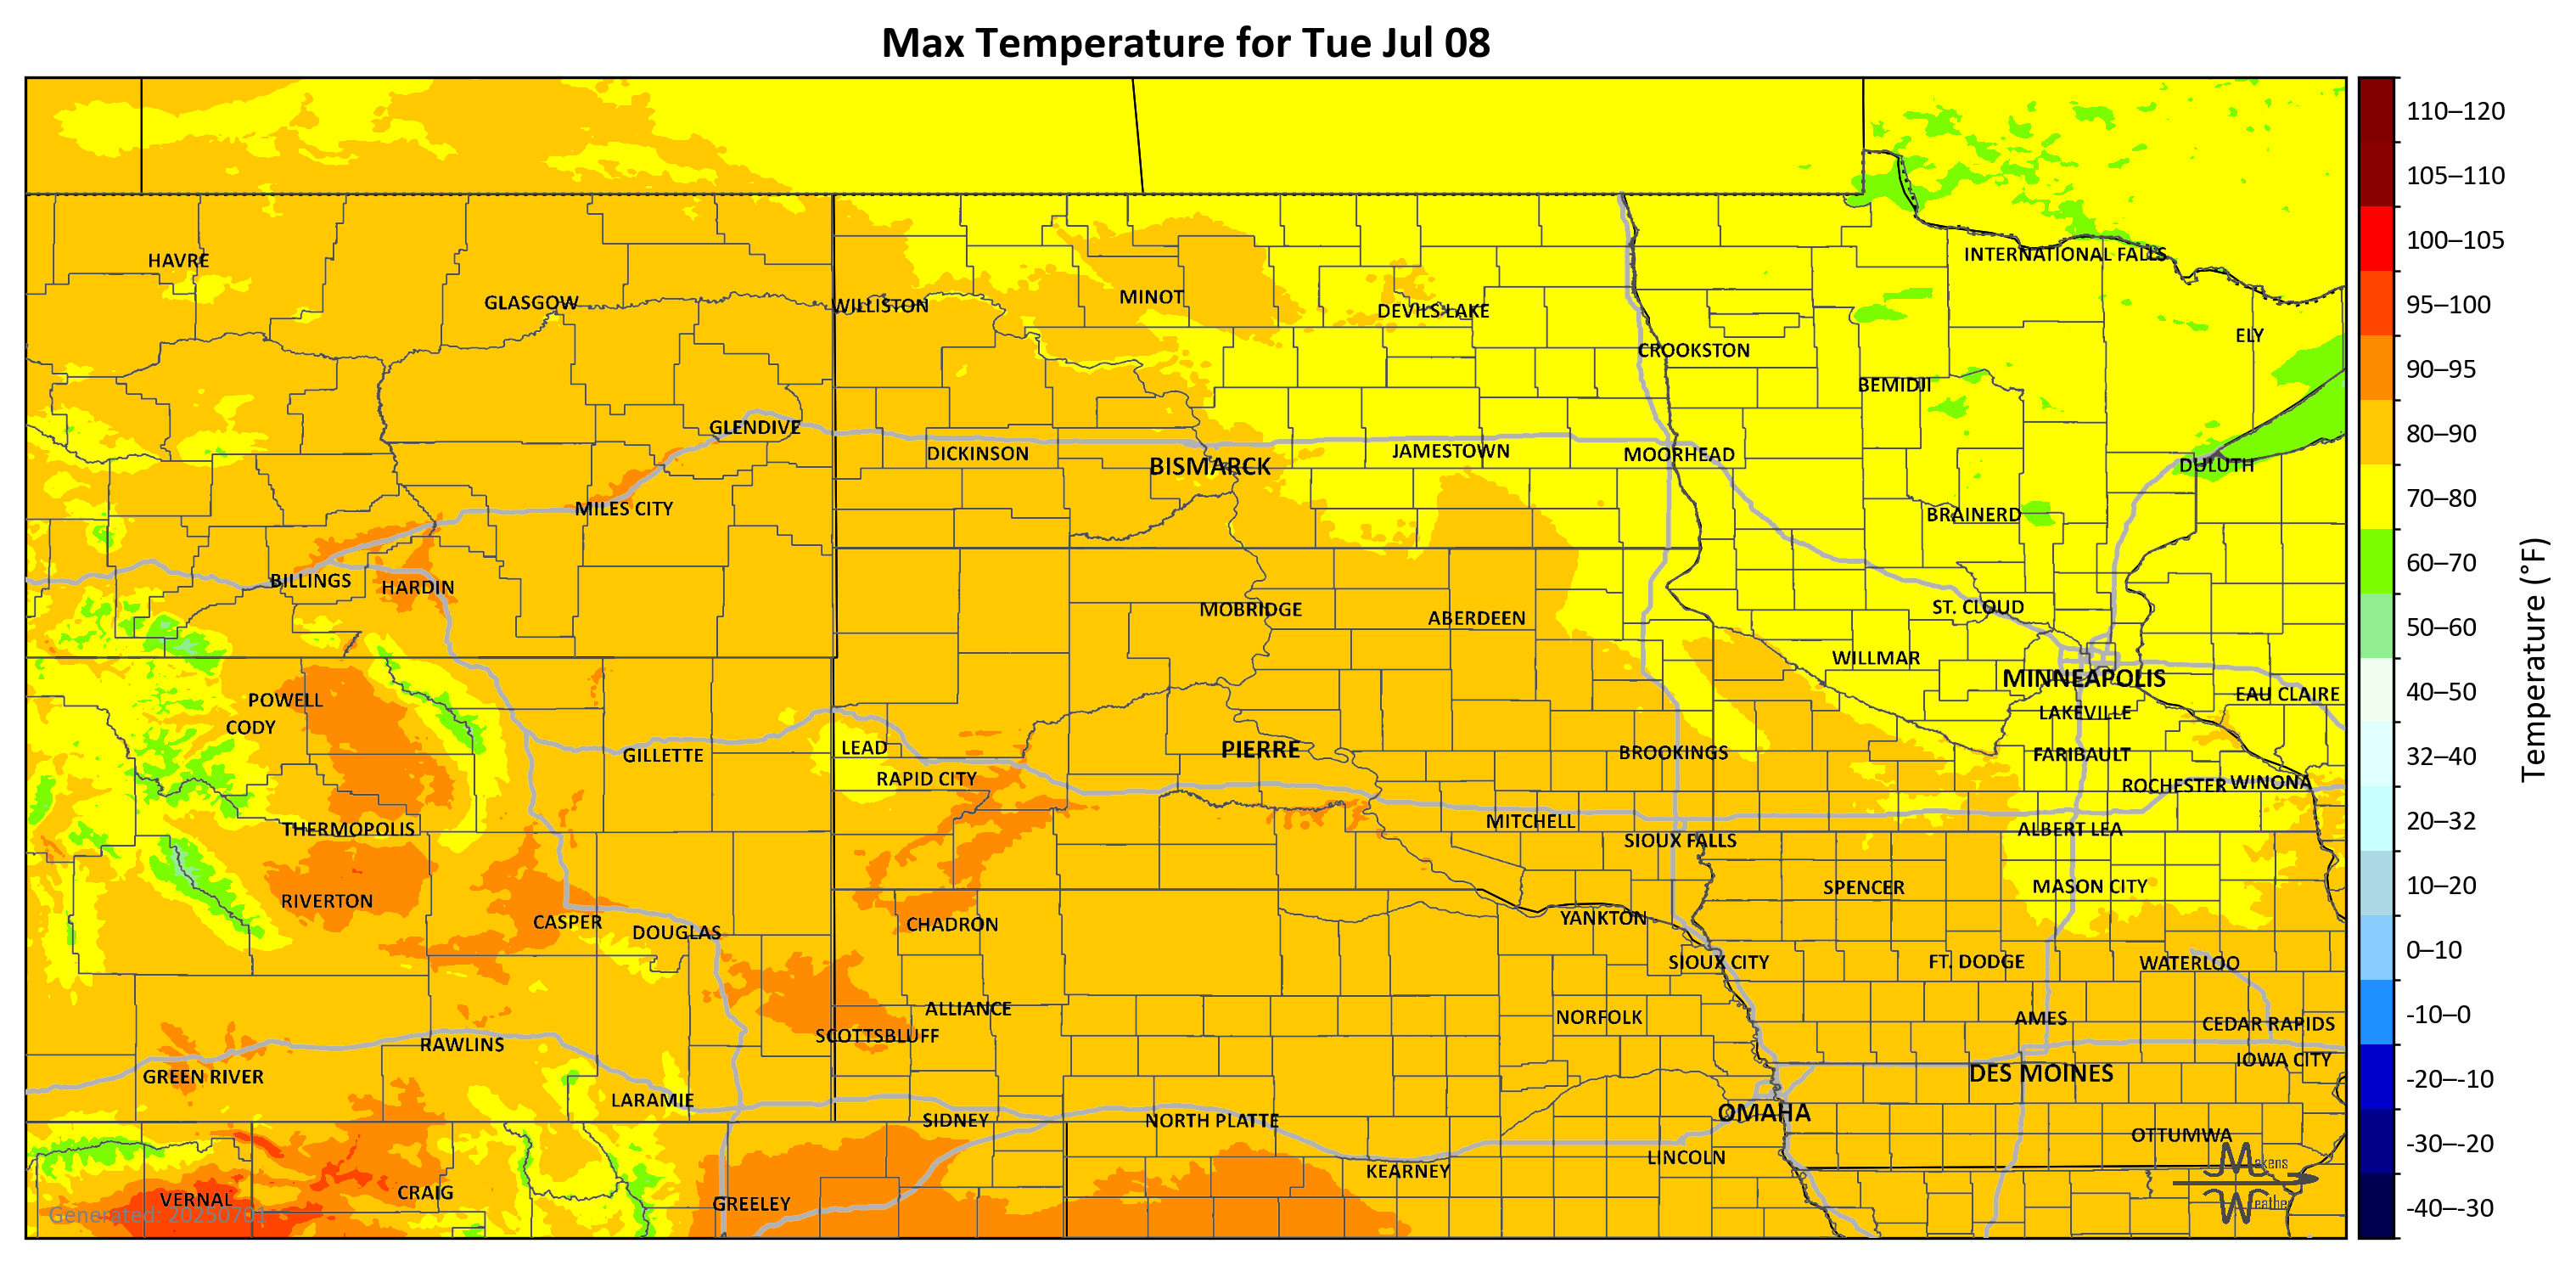 Max Temperature for Tue Jul 08
110–120
105–110
INTERNATIONAL FALLS
100–105
HAVRE
MINOT
GLASGOW
WILLISTON
DEVILS LAKE
95–100
ELY
CROOKSTON
90–95
BEMIDJI
GLENDIVE
80–90
DICKINSON
JAMESTOWN
MOORHEAD
BISMARCK
DULUTH
MILES CITY
BRAINERD
70–80
60–70
BILLINGS
HARDIN
MOBRIDGE
ABERDEEN
ST. CLOUD
50–60
WILLMAR
MINNEAPOLIS
EAU CLAIRE
40–50
POWELL
LAKEVILLE
CODY
GILLETTE
LEAD
PIERRE
BROOKINGS
FARIBAULT
32–40
Temperature (°F)
RAPID CITY
ROCHESTER
WINONA
THERMOPOLIS
MITCHELL
ALBERT LEA
20–32
SIOUX FALLS
RIVERTON
SPENCER
MASON CITY
10–20
CASPER
CHADRON
YANKTON
DOUGLAS
SIOUX CITY
FT. DODGE
WATERLOO
0–10
ALLIANCE
NORFOLK
AMES
CEDAR RAPIDS
-10–0
SCOTTSBLUFF
RAWLINS
IOWA CITY
GREEN RIVER
DES MOINES
-20–-10
LARAMIE
SIDNEY
NORTH PLATTE
OMAHA
OTTUMWA
-30–-20
KEARNEY
LINCOLN
Makens
VERNAL
CRAIG
GREELEY
Weather
-40–-30
Generated: 20250701